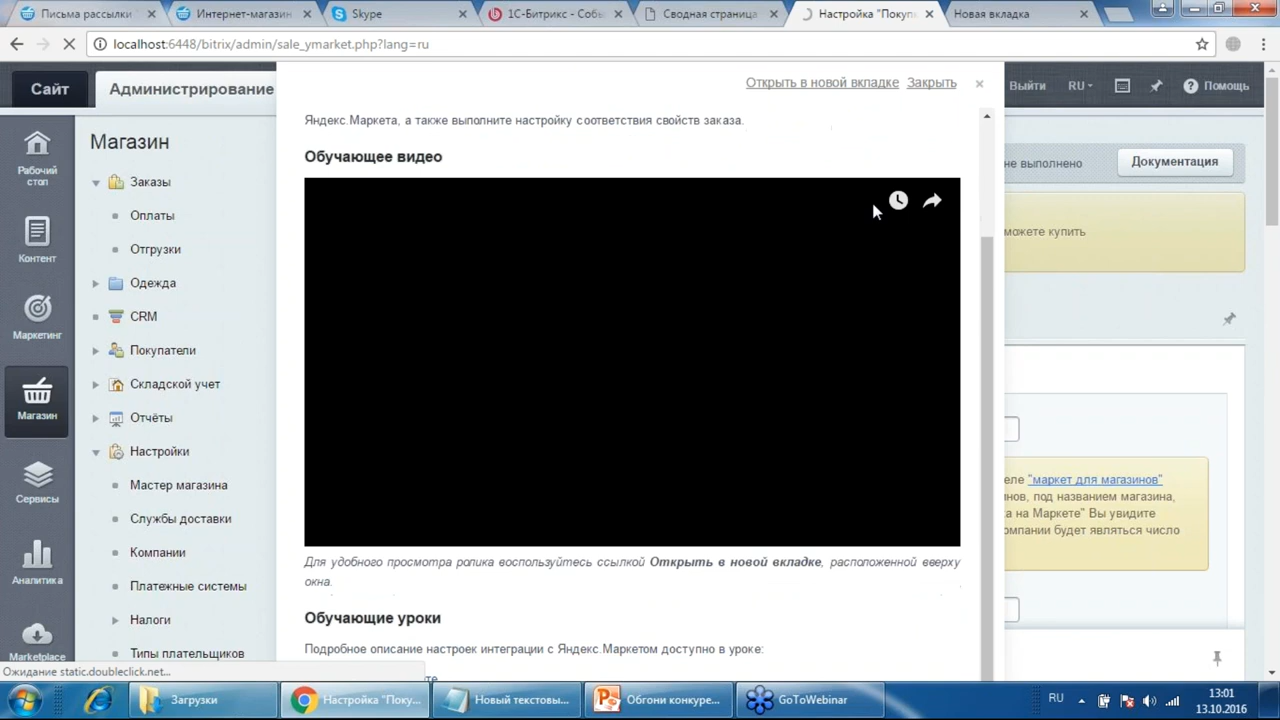 Письма рассылки
Интернет-магазин
Skype
1С-Битрикс - Собы
Сводная страница
Настройка "Покуп
Новая вкладка
localhost:6448/bitrix/admin/sale_ymarket.php?lang=ru
Сайт
Администрирование
Открыть в новой вкладке
Закрыть
Выйти
RU
Помощь
Рабочий
стол
Контент
Маркетинг
Магазин
Сервисы
Аналитика
Marketplace
Магазин
Заказы
Оплаты
Отгрузки
Одежда
CRM
Покупатели
Складской учет
Отчёты
Настройки
Мастер магазина
Службы доставки
Компании
Платежные системы
Налоги
Типы плательщиков
Яндекс.Маркета, а также выполните настройку соответствия свойств заказа.
Обучающее видео
Для удобного просмотра ролика воспользуйтесь ссылкой Открыть в новой вкладке, расположенной вверху
окна.
Обучающие уроки
Подробное описание настроек интеграции с Яндекс.Маркетом доступно в уроке:
не выполнено
Документация
можете купить
еле "маркет для магазинов"
инов, под названием магазина,
ка на Маркете" Вы увидите
омпании будет являться число
Ожидание static.doubleclick.net...
Загрузки
Настройка "Поку...
Новый текстовы...
Обгони конкуре...
GoToWebinar
RU
13:01
13.10.2016